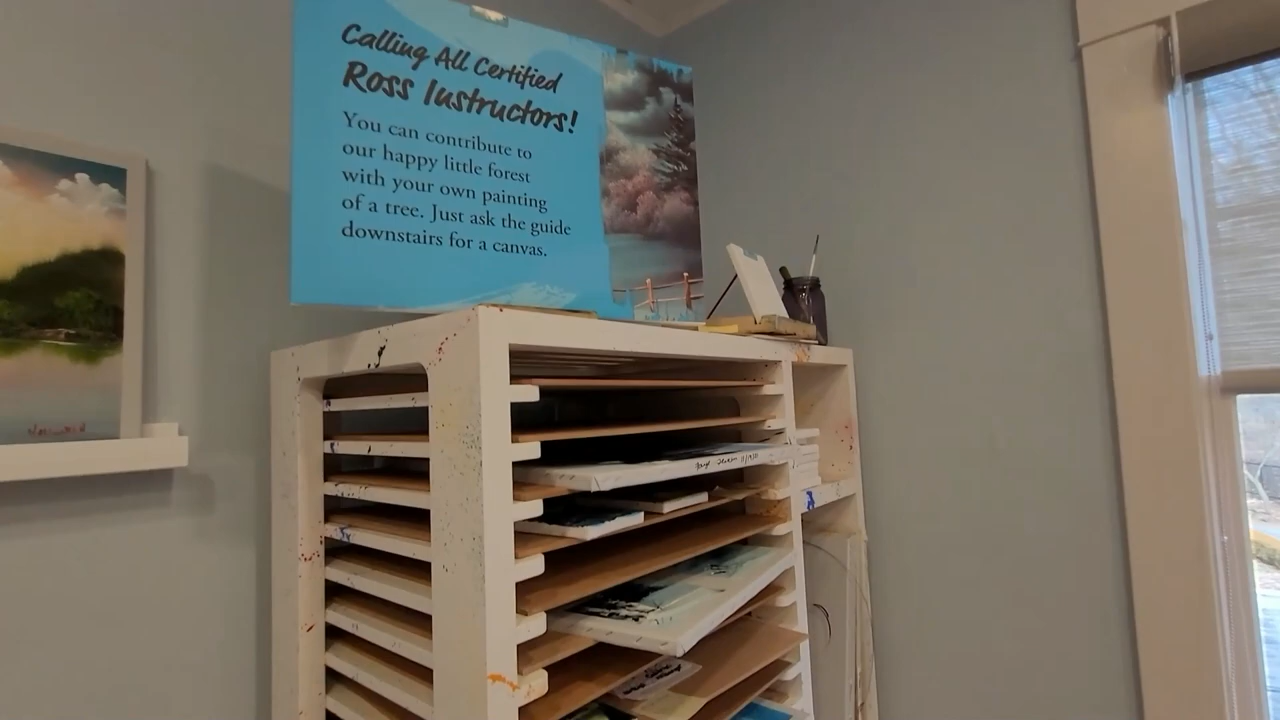 Calling All Certified
Ross Instructors!
You can contribute to
our happy little forest
with your own painting
of a tree. Just ask the guide
downstairs for a canvas.